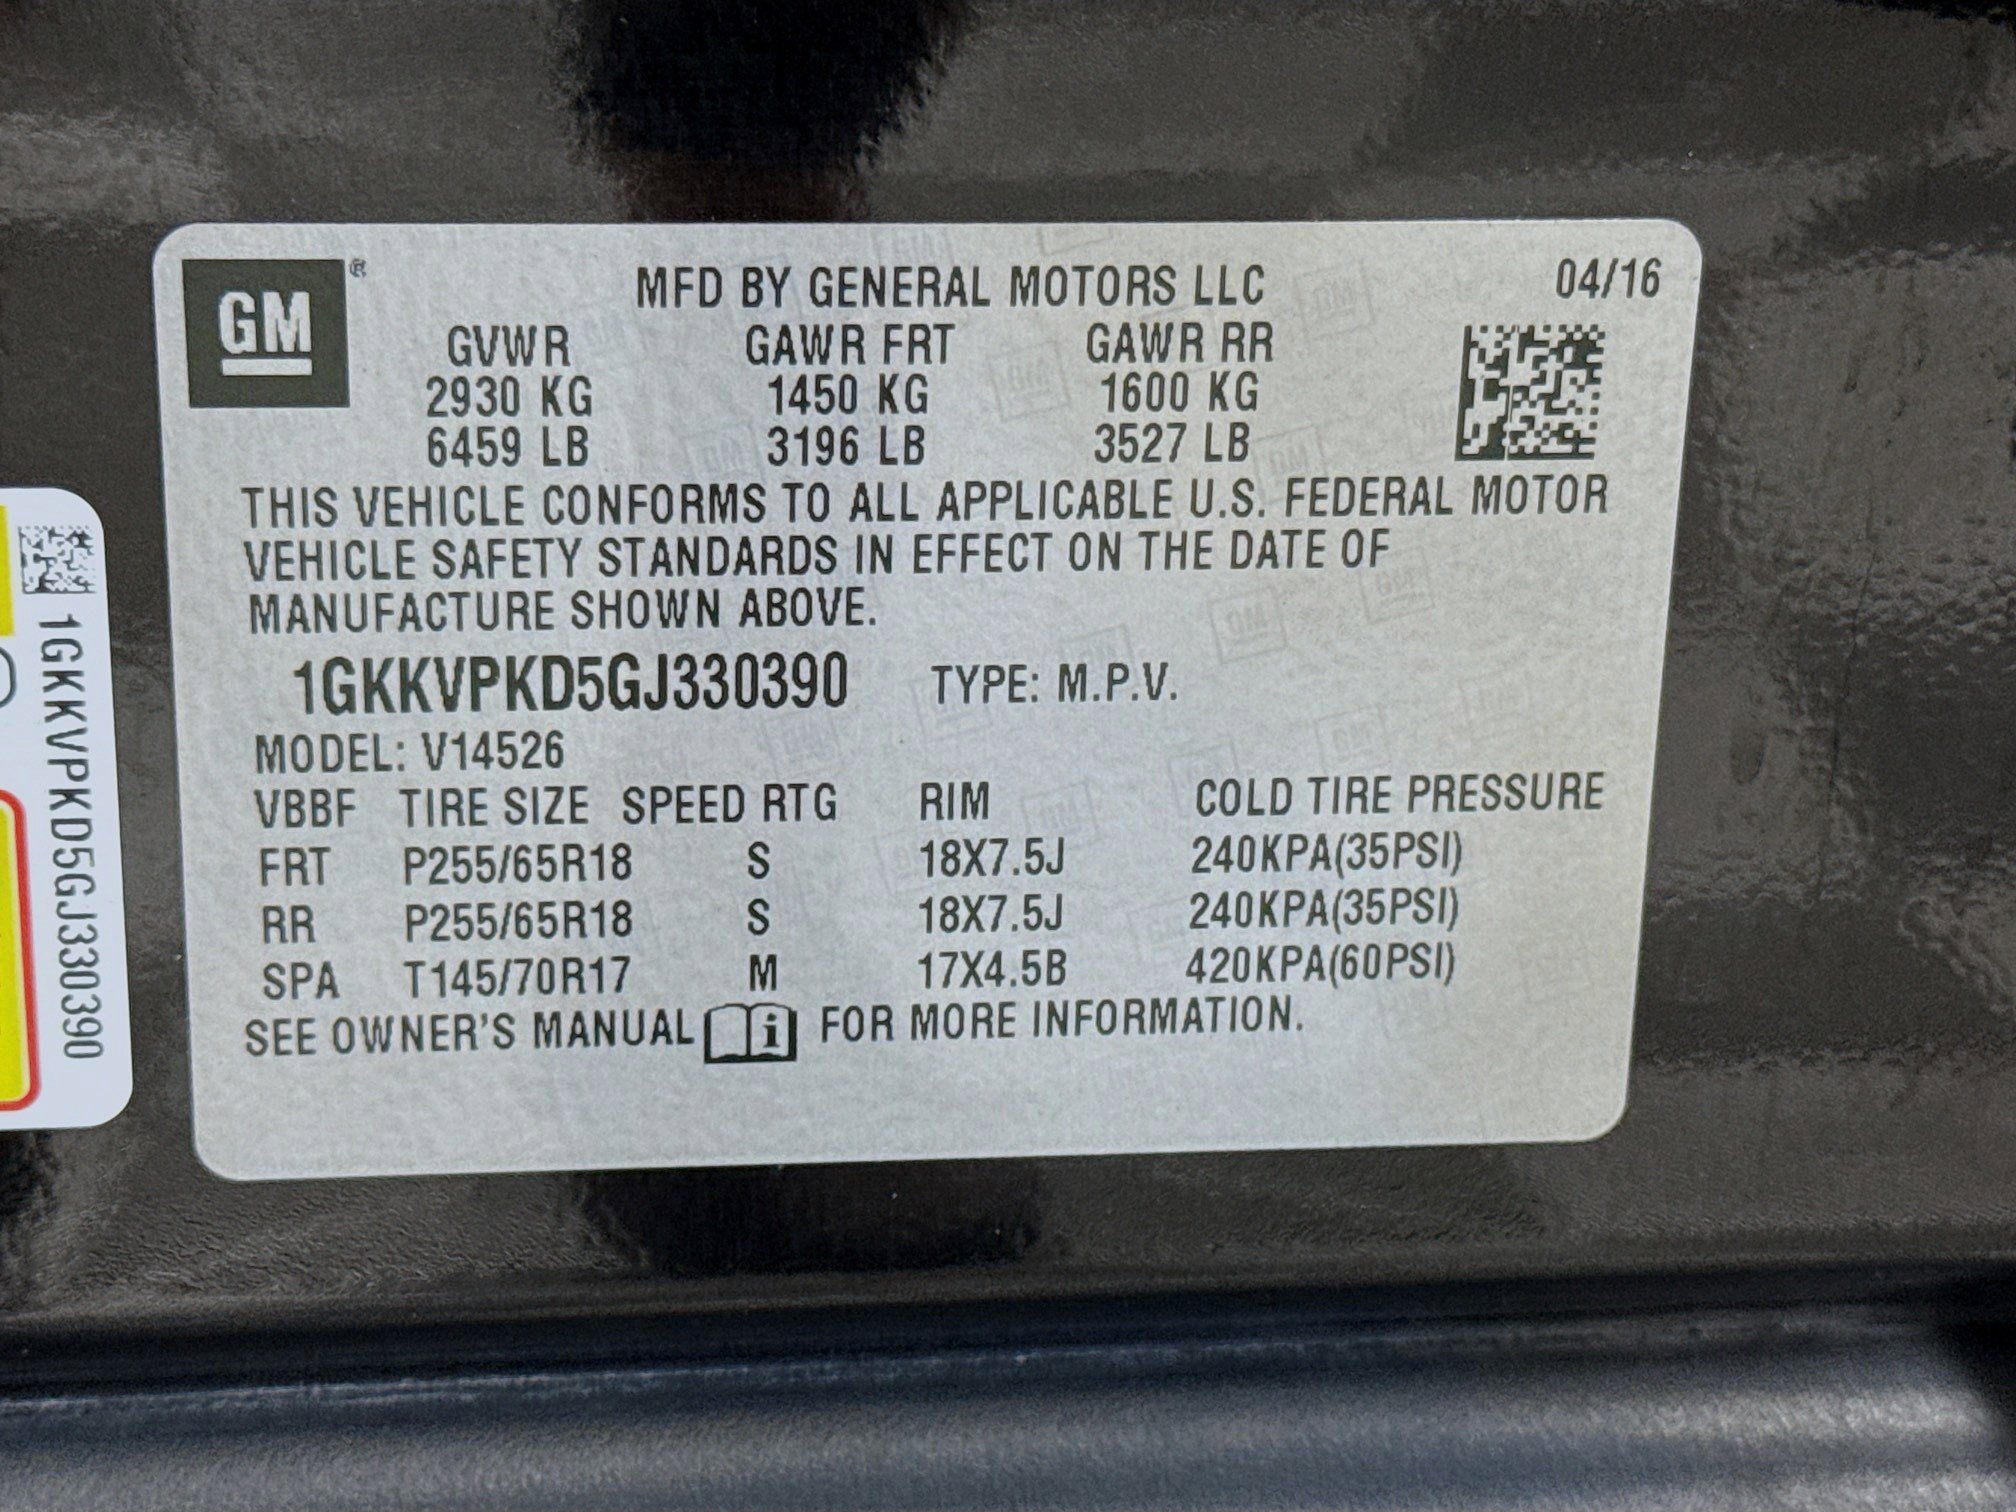 GM
®
MFD BY GENERAL MOTORS LLC 04/16
GVWR GAWR FRT GAWR RR
2930 KG 1450 KG 1600 KG
6459 LB 3196 LB 3527 LB
THIS VEHICLE CONFORMS TO ALL APPLICABLE U.S. FEDERAL MOTOR
VEHICLE SAFETY STANDARDS IN EFFECT ON THE DATE OF
MANUFACTURE SHOWN ABOVE.
1GKKVPKD5GJ330390 TYPE: M.P.V.
MODEL: V14526
VBBF TIRE SIZE SPEED RTG RIM COLD TIRE PRESSURE
FRT P255/65R18 S 18X7.5J 240KPA(35PSI)
RR P255/65R18 S 18X7.5J 240KPA(35PSI)
SPA T145/70R17 M 17X4.5B 420KPA(60PSI)
SEE OWNER'S MANUAL i FOR MORE INFORMATION.
1GKKVPKD5GJ330390